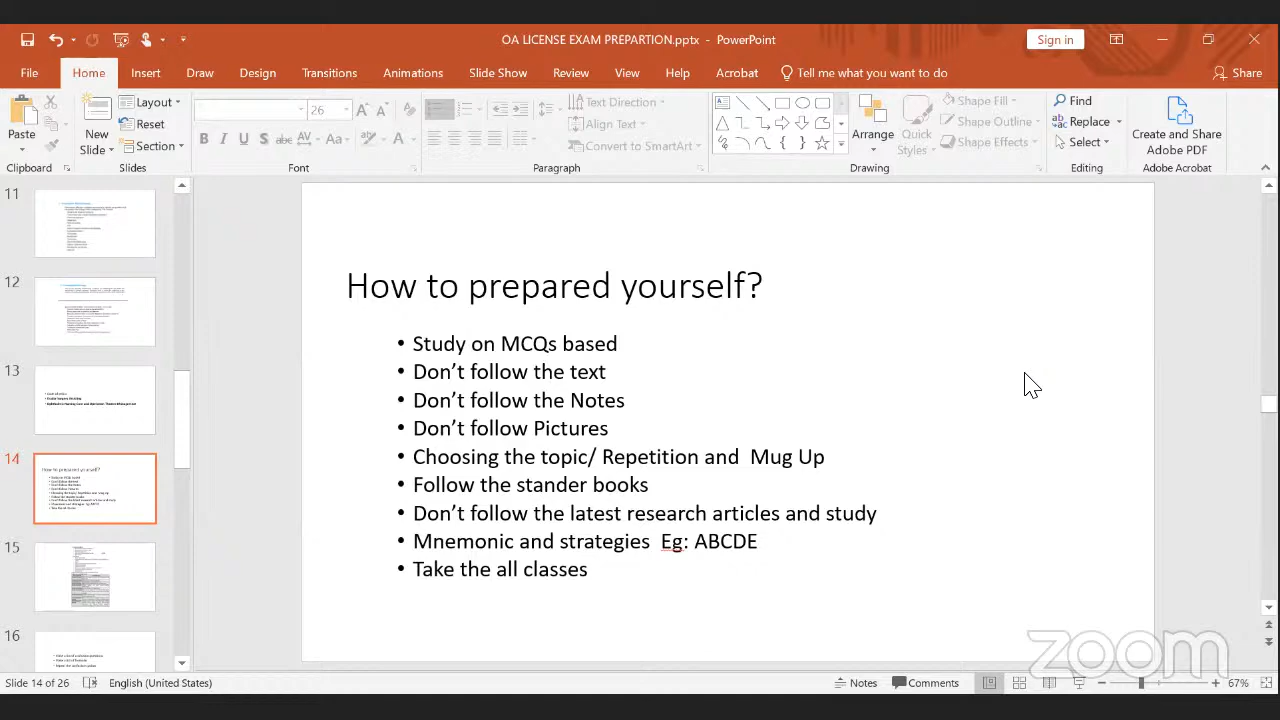 OA LICENSE EXAM PREPARTION.pptx - PowerPoint
Sign in
File Home Insert Draw Design Transitions Animations Slide Show Review View Help Acrobat Tell me what you want to do Share
Paste
New Slide
Layout
Reset
Section
26
Text Direction
Align Text
Convert to SmartArt
Arrange
Quick Styles
Shape Fill
Shape Outline
Shape Effects
Find
Replace
Select
Create and Share
Adobe PDF
Clipboard Slides Font Paragraph Drawing Editing Adobe Acrobat
11
12
13
14
15
16
How to prepared yourself?
• Study on MCQs based
• Don’t follow the text
• Don’t follow the Notes
• Don’t follow Pictures
• Choosing the topic/ Repetition and Mug Up
• Follow the stander books
• Don’t follow the latest research articles and study
• Mnemonic and strategies Eg: ABCDE
• Take the all classes
zoom
Slide 14 of 26 English (United States) Notes Comments 67%